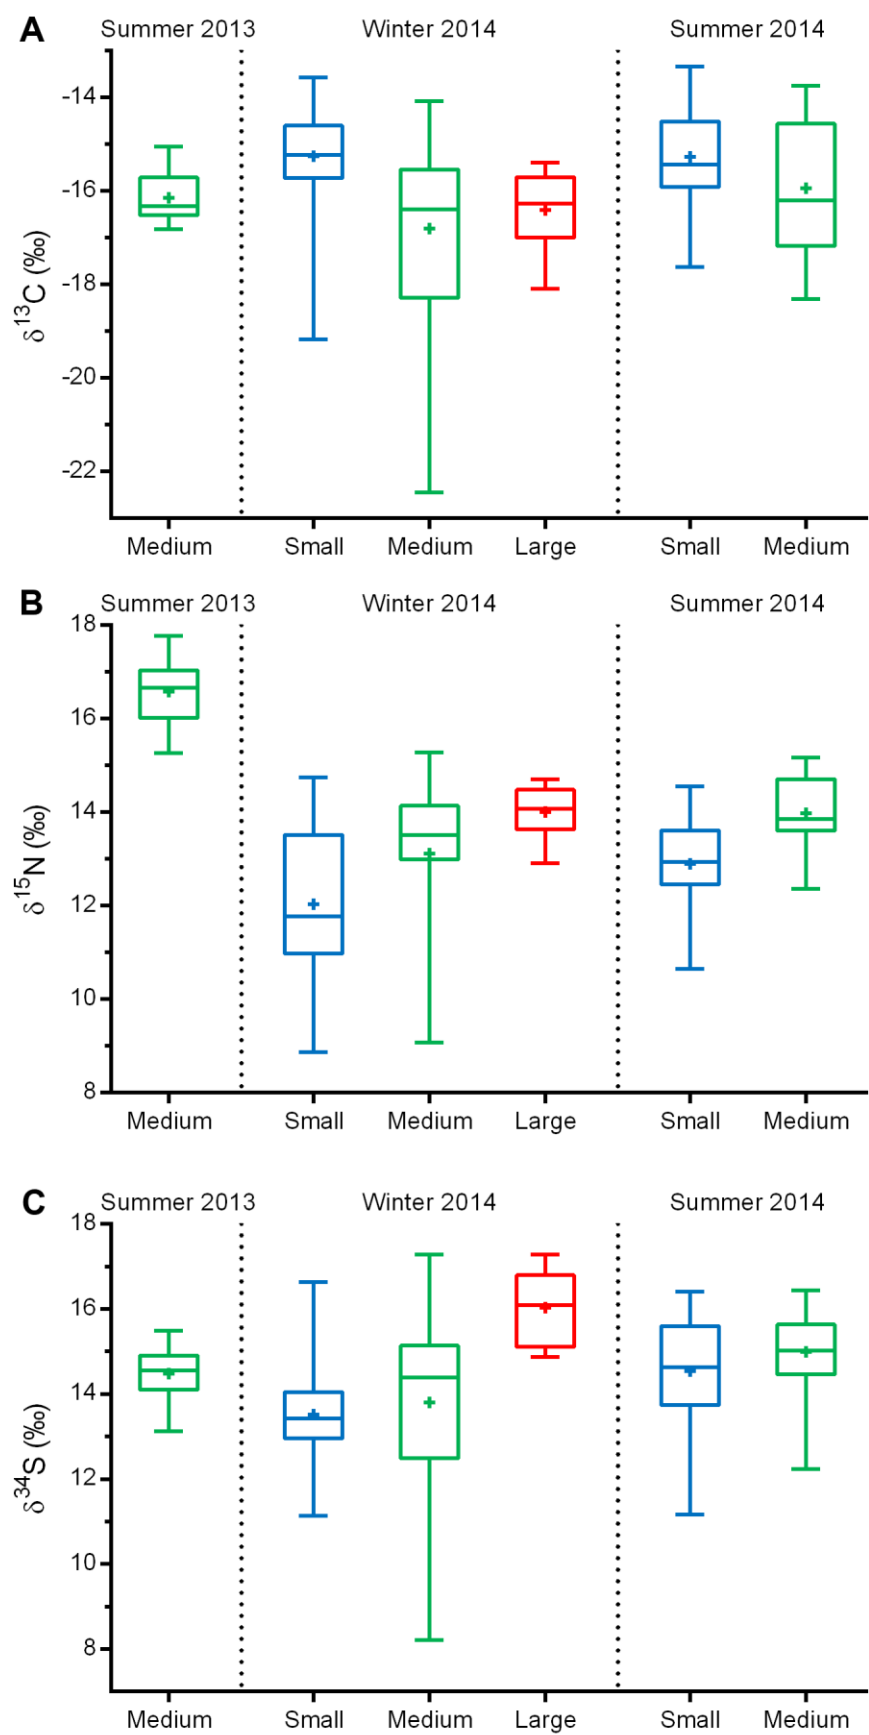 A
Summer 2013 Winter 2014 Summer 2014
-14
-16
-18
-20
-22
δ13C (‰)
Medium Small Medium Large Small Medium
B
Summer 2013 Winter 2014 Summer 2014
18
16
14
12
10
8
δ15N (‰)
Medium Small Medium Large Small Medium
C
Summer 2013 Winter 2014 Summer 2014
18
16
14
12
10
8
δ34S (‰)
Medium Small Medium Large Small Medium